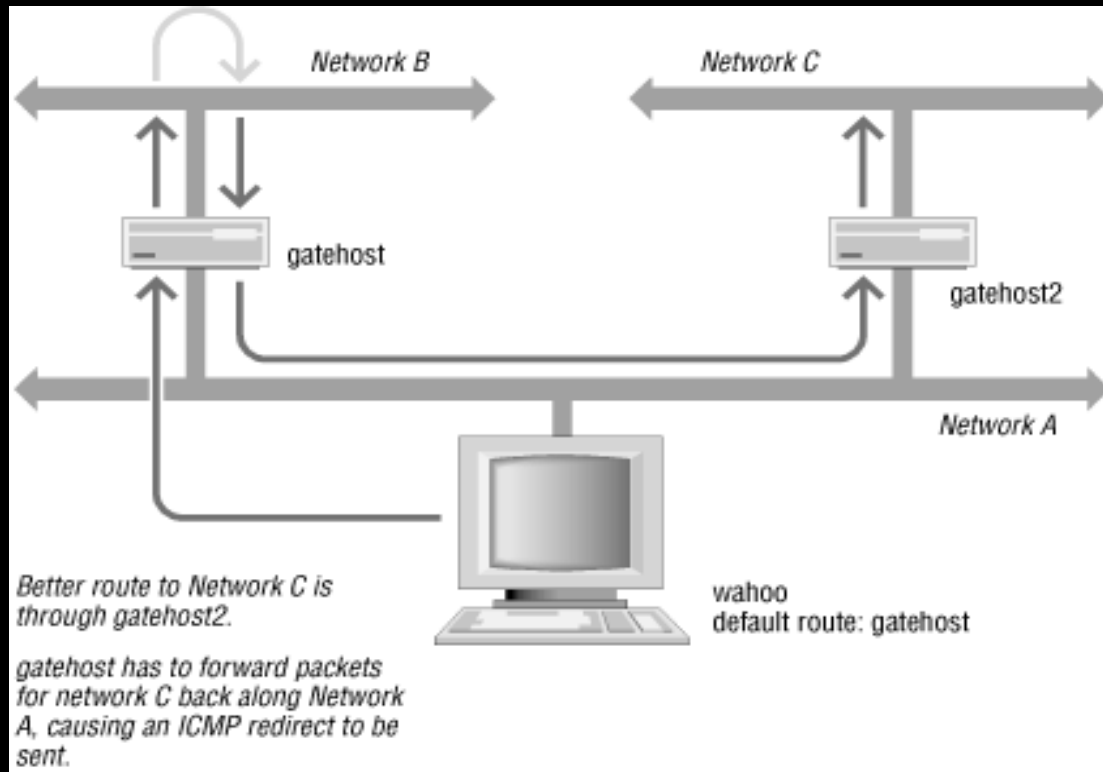 Network B
Network C
gatehost
gatehost2
Network A
wahoo
default route: gatehost
Better route to Network C is
through gatehost2.
gatehost has to forward packets
for network C back along Network
A, causing an ICMP redirect to be
sent.